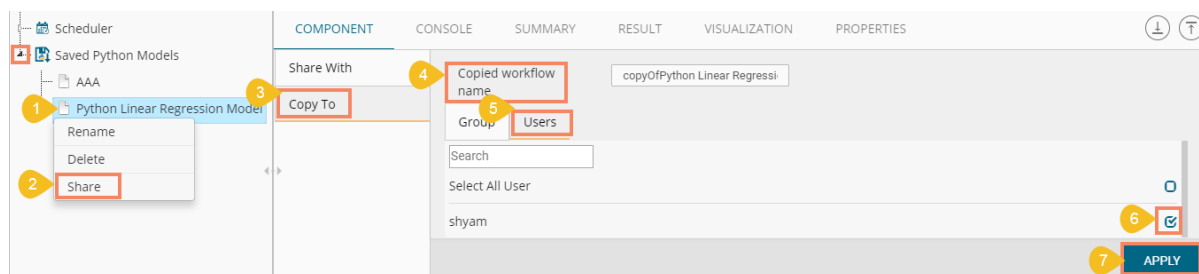 Scheduler
Saved Python Models
AAA
1
Python Linear Regression Model
Rename
Delete
2
Share
COMPONENT
CONSOLE
SUMMARY
RESULT
VISUALIZATION
PROPERTIES
Share With
3
Copy To
4
Copied workflow
name
copyOfPython Linear Regressi
5
Group
Users
Search
Select All User
shyam
6
7
APPLY